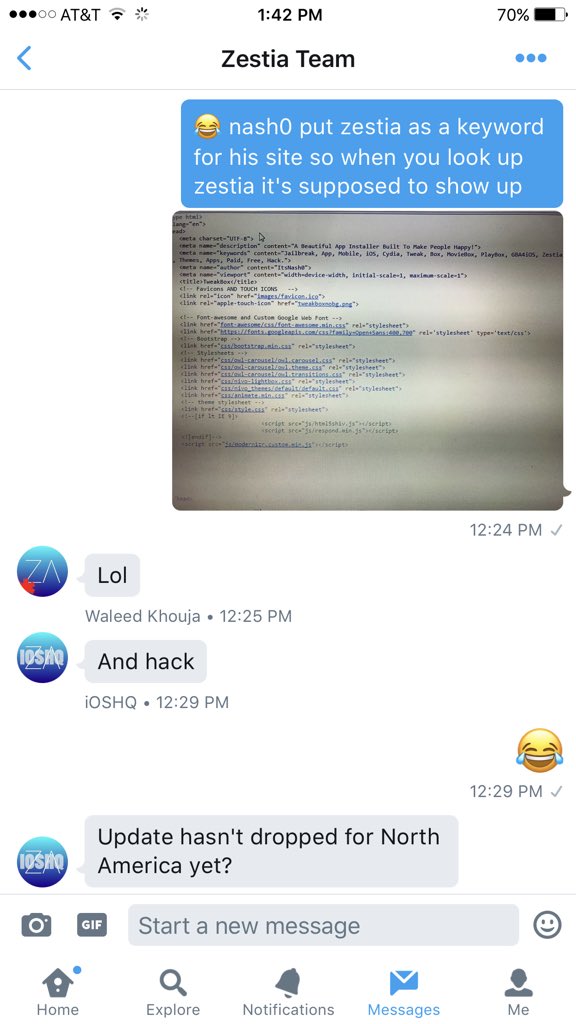 AT&T 1:42 PM 70%
Zestia Team
😂 nash0 put zestia as a keyword
for his site so when you look up
zestia it's supposed to show up
ype html>
lang="en">
ead>
<meta charset="UTF-8">
<meta name="description" content="A Beautiful App Installer Built To Make People Happy!">
<meta name="keywords" content="Jailbreak, App, Mobile, iOS, Cydia, Tweak, Box, MovieBox, PlayBox, GBA4iOS, Zestia
, Themes, Apps, Paid, Free, Hack.">
<meta name="author" content="ItsNash0">
<meta name="viewport" content="width=device-width, initial-scale=1, maximum-scale=1">
<title>TweakBox</title>
<!-- Favicons AND TOUCH ICONS -->
<link rel="icon" href="images/favicon.ico">
<link rel="apple-touch-icon" href="tweakboxnobg.png">
<!-- Font-awesome and Custom Google Web Font -->
<link href="font-awesome/css/font-awesome.min.css" rel="stylesheet">
<link href="https://fonts.googleapis.com/css?family=Open+Sans:400,700" rel='stylesheet' type='text/css'>
<!-- Bootstrap -->
<link href="css/bootstrap.min.css" rel="stylesheet">
<!-- Stylesheets -->
<link href="css/owl-carousel/owl.carousel.css" rel="stylesheet">
<link href="css/owl-carousel/owl.theme.css" rel="stylesheet">
<link href="css/owl-carousel/owl.transitions.css" rel="stylesheet">
<link href="css/nivo-lightbox.css" rel="stylesheet">
<link href="css/nivo_themes/default/default.css" rel="stylesheet">
<link href="css/animate.min.css" rel="stylesheet">
<!-- theme stylesheet -->
<link href="css/style.css" rel="stylesheet">
<!--[if lt IE 9]>
<script src="js/html5shiv.js"></script>
<script src="js/respond.min.js"></script>
<![endif]-->
<script src="js/modernizr.custom.min.js"></script>
head>
12:24 PM ✓
ZA
Lol
Waleed Khouja • 12:25 PM
IOSHQ
And hack
iOSHQ • 12:29 PM
😂
12:29 PM ✓
Update hasn't dropped for North
America yet?
IOSHQ
GIF Start a new message
Home Explore Notifications Messages Me